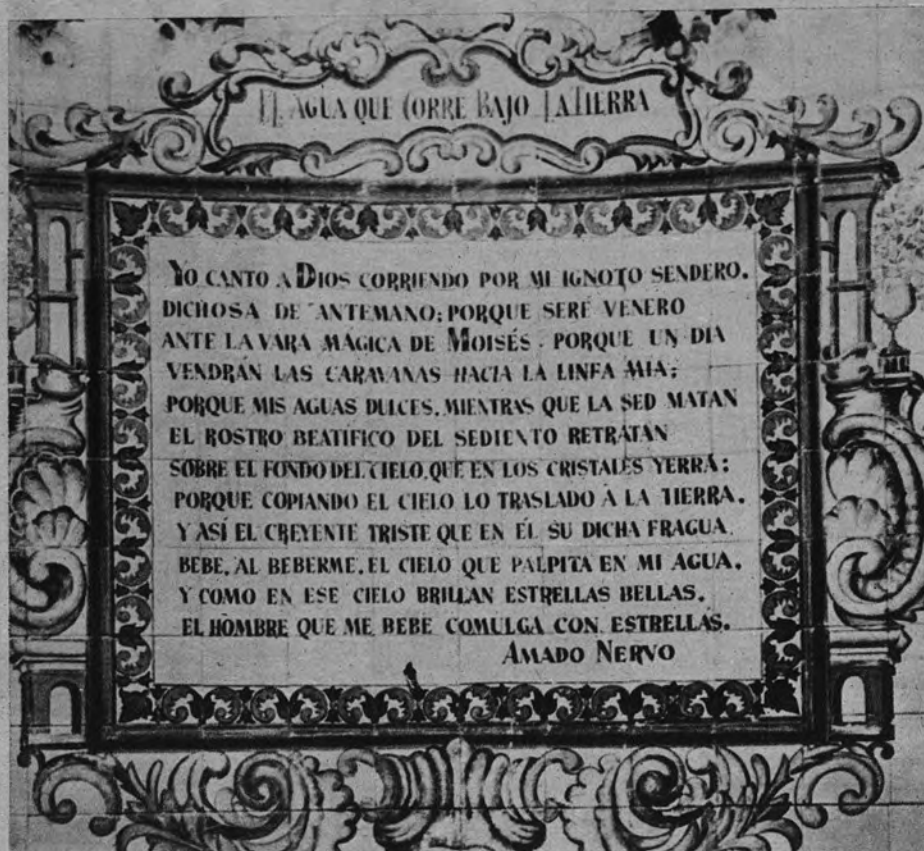 EL AGUA QUE CORRE BAJO LA TIERRA
YO CANTO A DIOS CORRIENDO POR MI IGNOTO SENDERO.
DICHOSA DE ANTEMANO; PORQUE SERÉ VENERO
ANTE LA VARA MÁGICA DE MOISÉS. PORQUE UN DIA
VENDRÁN LAS CARAVANAS HACIA LA LINFA MIA;
PORQUE MIS AGUAS DULCES, MIENTRAS QUE LA SED MATAN
EL ROSTRO BEATIFICO DEL SEDIENTO RETRATAN
SOBRE EL FONDO DEL CIELO, QUE EN LOS CRISTALES YERRA;
PORQUE COPIANDO EL CIELO LO TRASLADO Á LA TIERRA.
Y ASÍ EL CREYENTE TRISTE QUE EN ÉL SU DICHA FRAGUA
BEBE, AL BEBERME, EL CIELO QUE PALPITA EN MI AGUA.
Y COMO EN ESE CIELO BRILLAN ESTRELLAS BELLAS.
EL HOMBRE QUE ME BEBE COMULGA CON ESTRELLAS.
AMADO NERVO